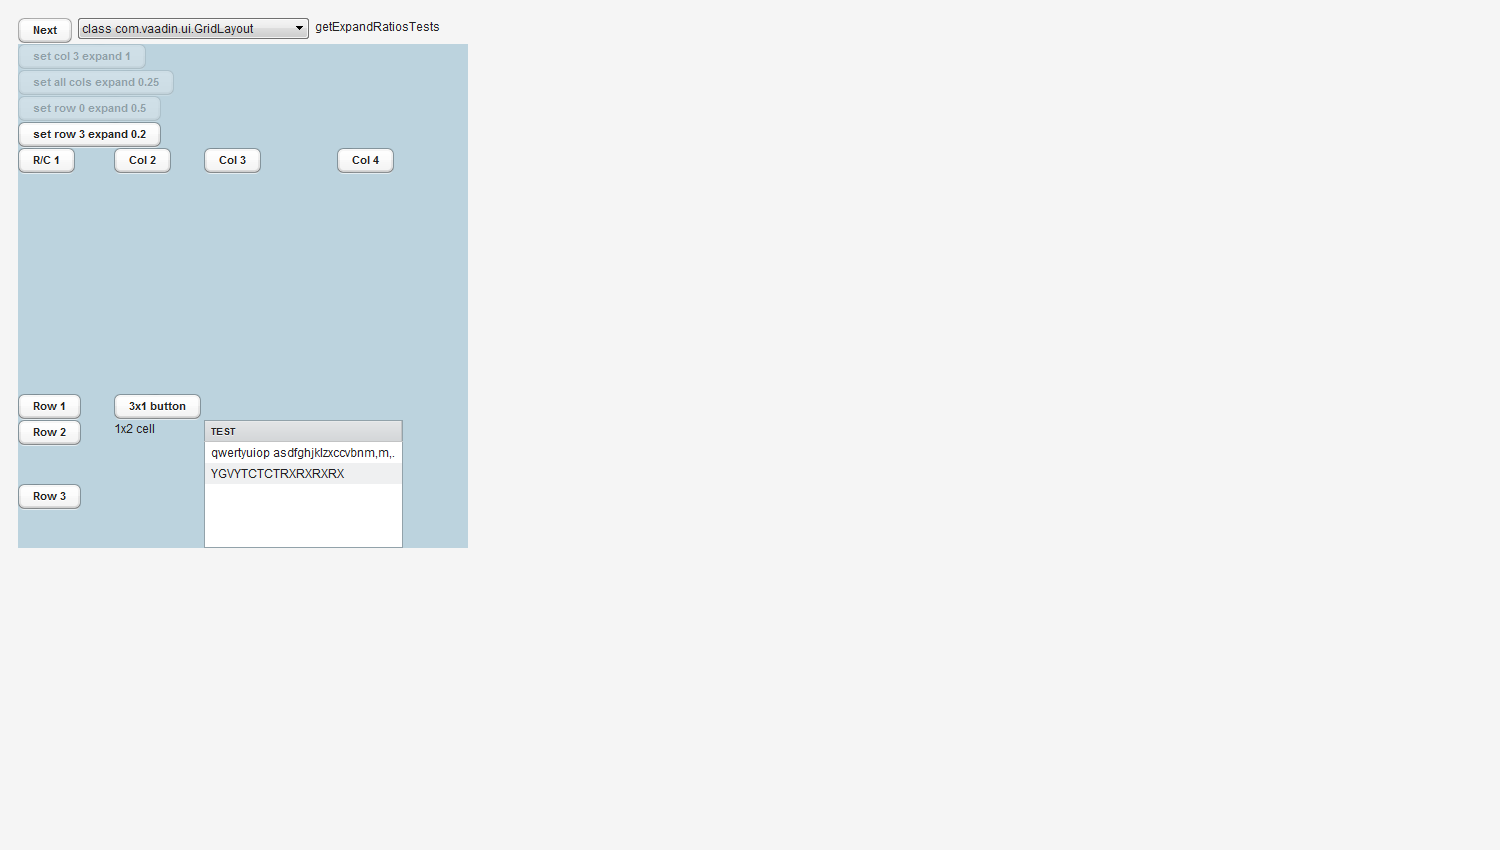 Next class com.vaadin.ui.GridLayout getExpandRatiosTests
set col 3 expand 1
set all cols expand 0.25
set row 0 expand 0.5
set row 3 expand 0.2
R/C 1 Col 2 Col 3 Col 4
Row 1 3x1 button
Row 2 1x2 cell TEST
qwertyuiop asdfghjklzxccvbnm,m,.
YGVYTCTCTRXRXRXRX
Row 3